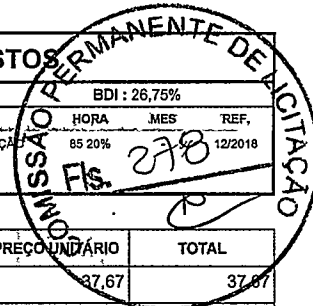 COMISSÃO PERMANENTE DE LICITAÇÃO
STOS
BDI : 26,75%
HORA MES REF,
85 20% 12/2018
Fls. 278
PREÇO UNITÁRIO TOTAL
37,67 37,67